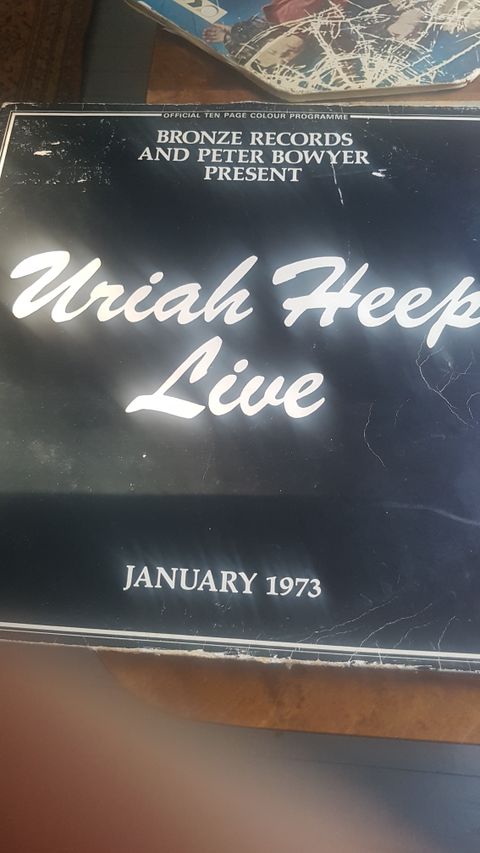 OFFICIAL TEN PAGE COLOUR PROGRAMME
BRONZE RECORDS
AND PETER BOWYER
PRESENT
Uriah Heep
Live
JANUARY 1973